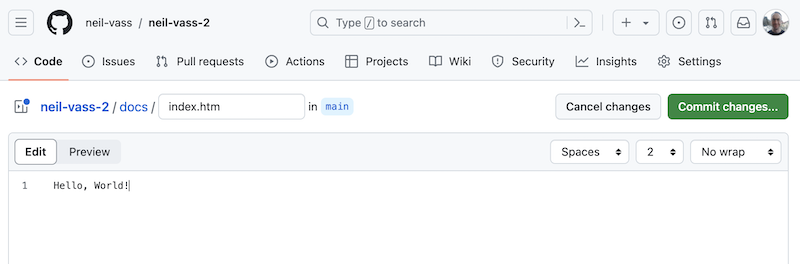 neil-vass / neil-vass-2 Type / to search
Code Issues Pull requests Actions Projects Wiki Security Insights Settings
neil-vass-2 / docs / index.htm in main Cancel changes Commit changes...
Edit Preview Spaces 2 No wrap
1 Hello, World!